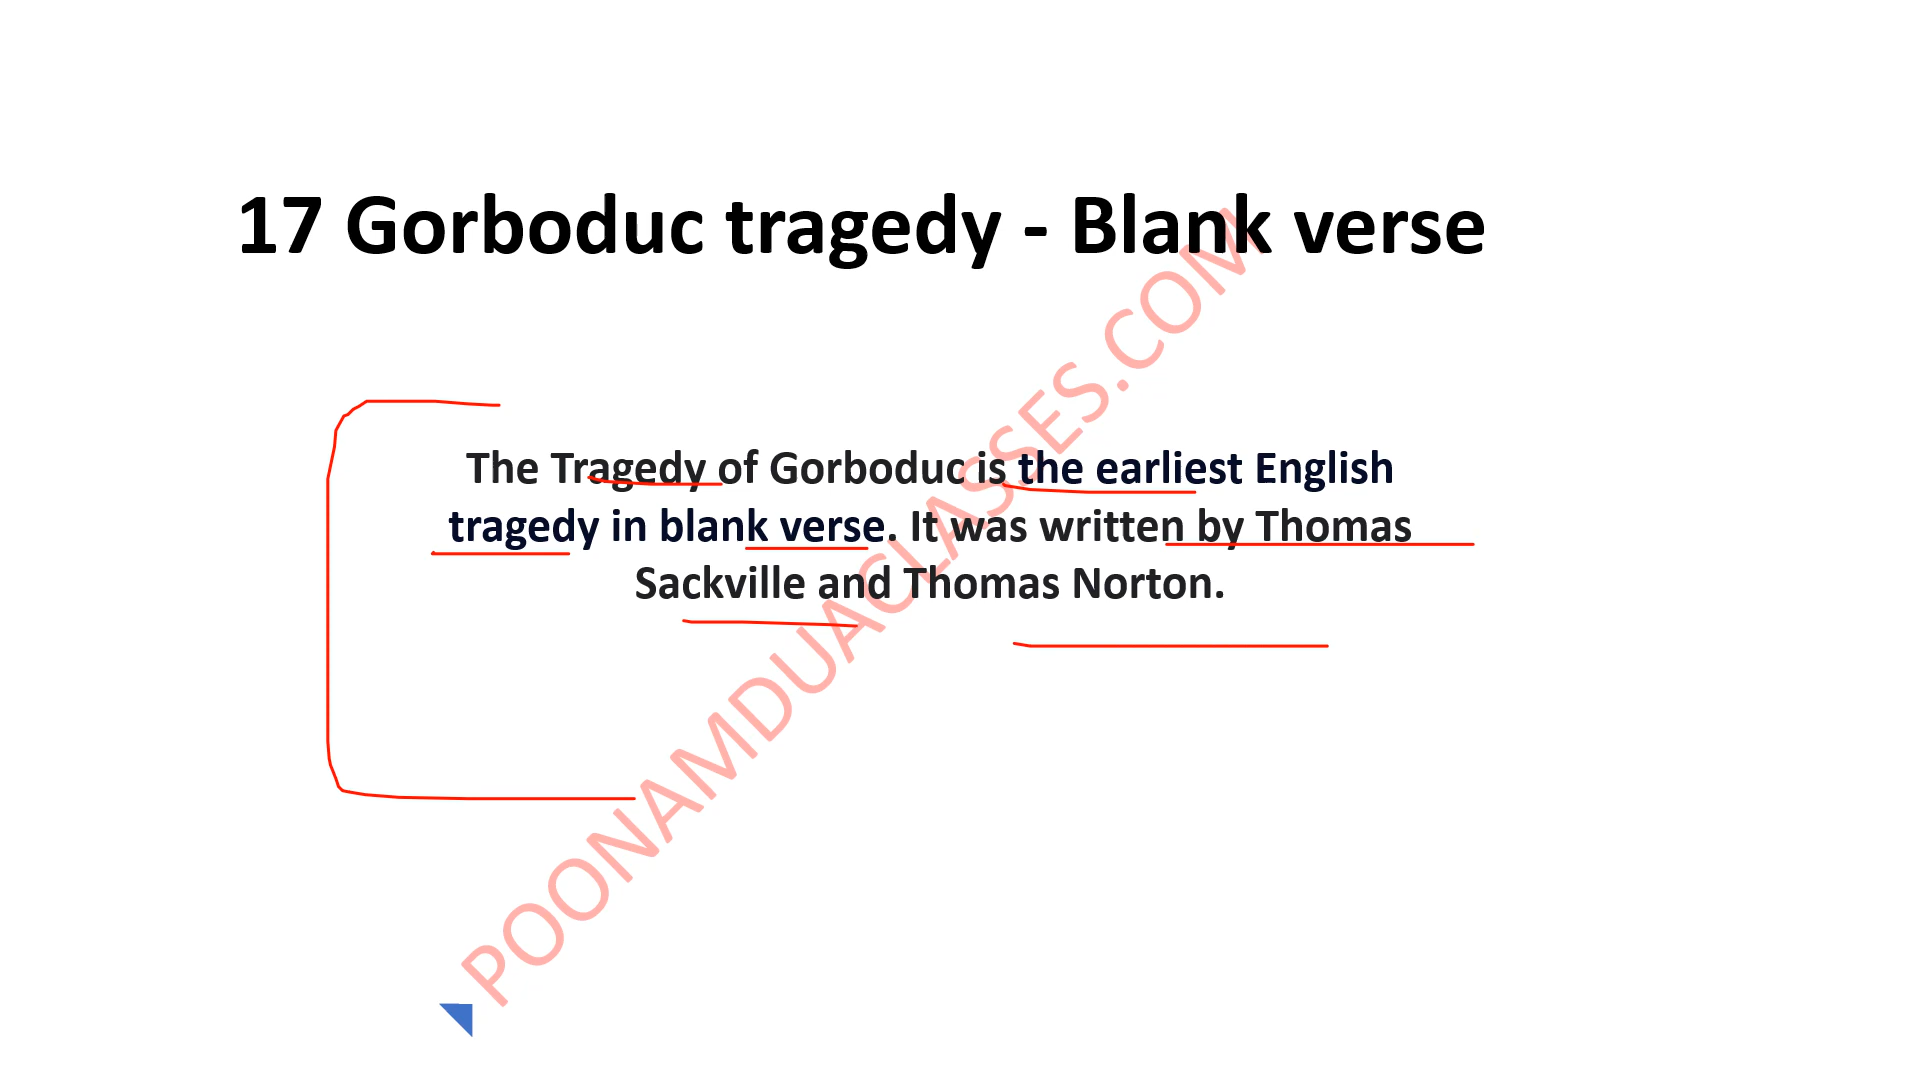 17 Gorboduc tragedy - Blank verse
The Tragedy of Gorboduc is the earliest English
tragedy in blank verse. It was written by Thomas
Sackville and Thomas Norton.
POONAMDUACLASSES.COM